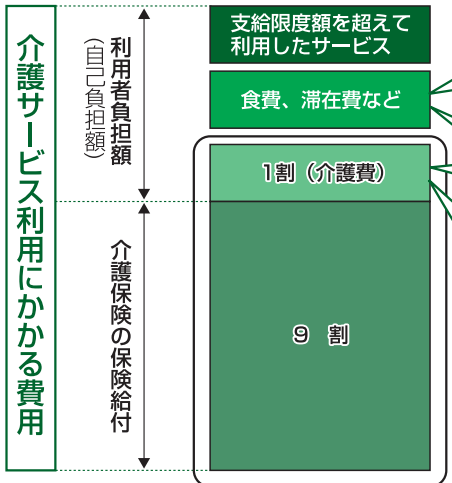 介護サービス利用にかかる費用
利用者負担額
（自己負担額）
介護保険の保険給付
支給限度額を超えて
利用したサービス
食費、滞在費など
1割（介護費）
9 割